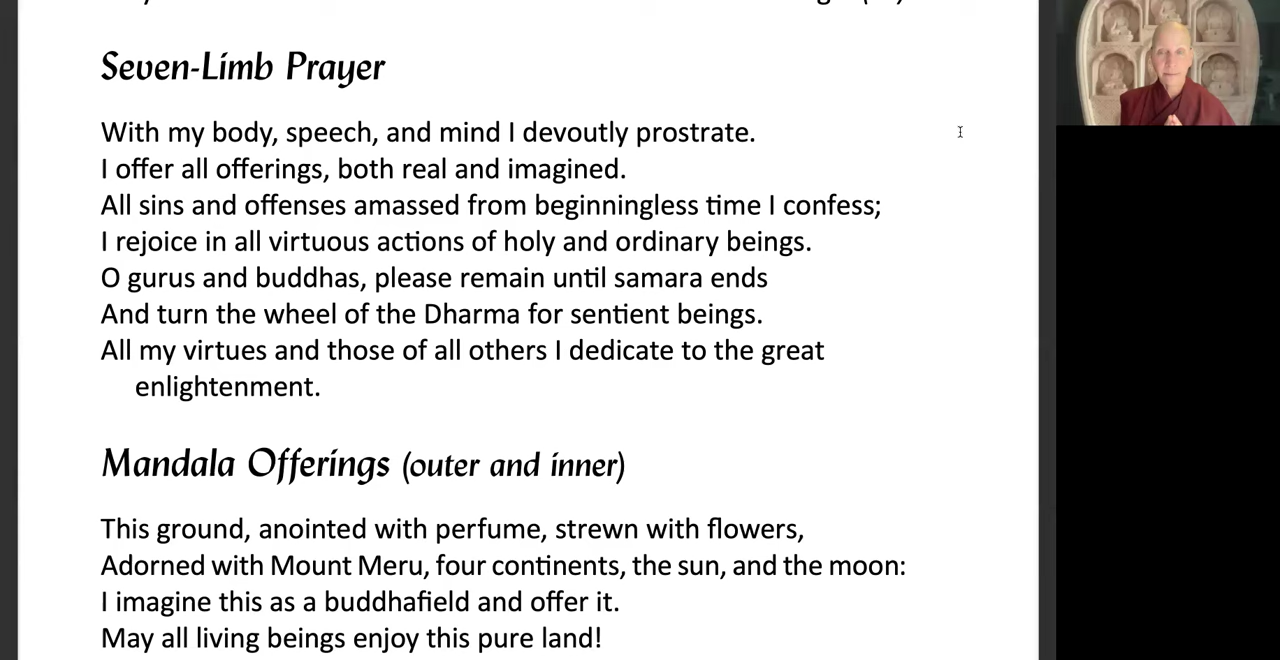 Seven-Limb Prayer
With my body, speech, and mind I devoutly prostrate.
I offer all offerings, both real and imagined.
All sins and offenses amassed from beginningless time I confess;
I rejoice in all virtuous actions of holy and ordinary beings.
O gurus and buddhas, please remain until samara ends
And turn the wheel of the Dharma for sentient beings.
All my virtues and those of all others I dedicate to the great
enlightenment.
Mandala Offerings (outer and inner)
This ground, anointed with perfume, strewn with flowers,
Adorned with Mount Meru, four continents, the sun, and the moon:
I imagine this as a buddhafield and offer it.
May all living beings enjoy this pure land!